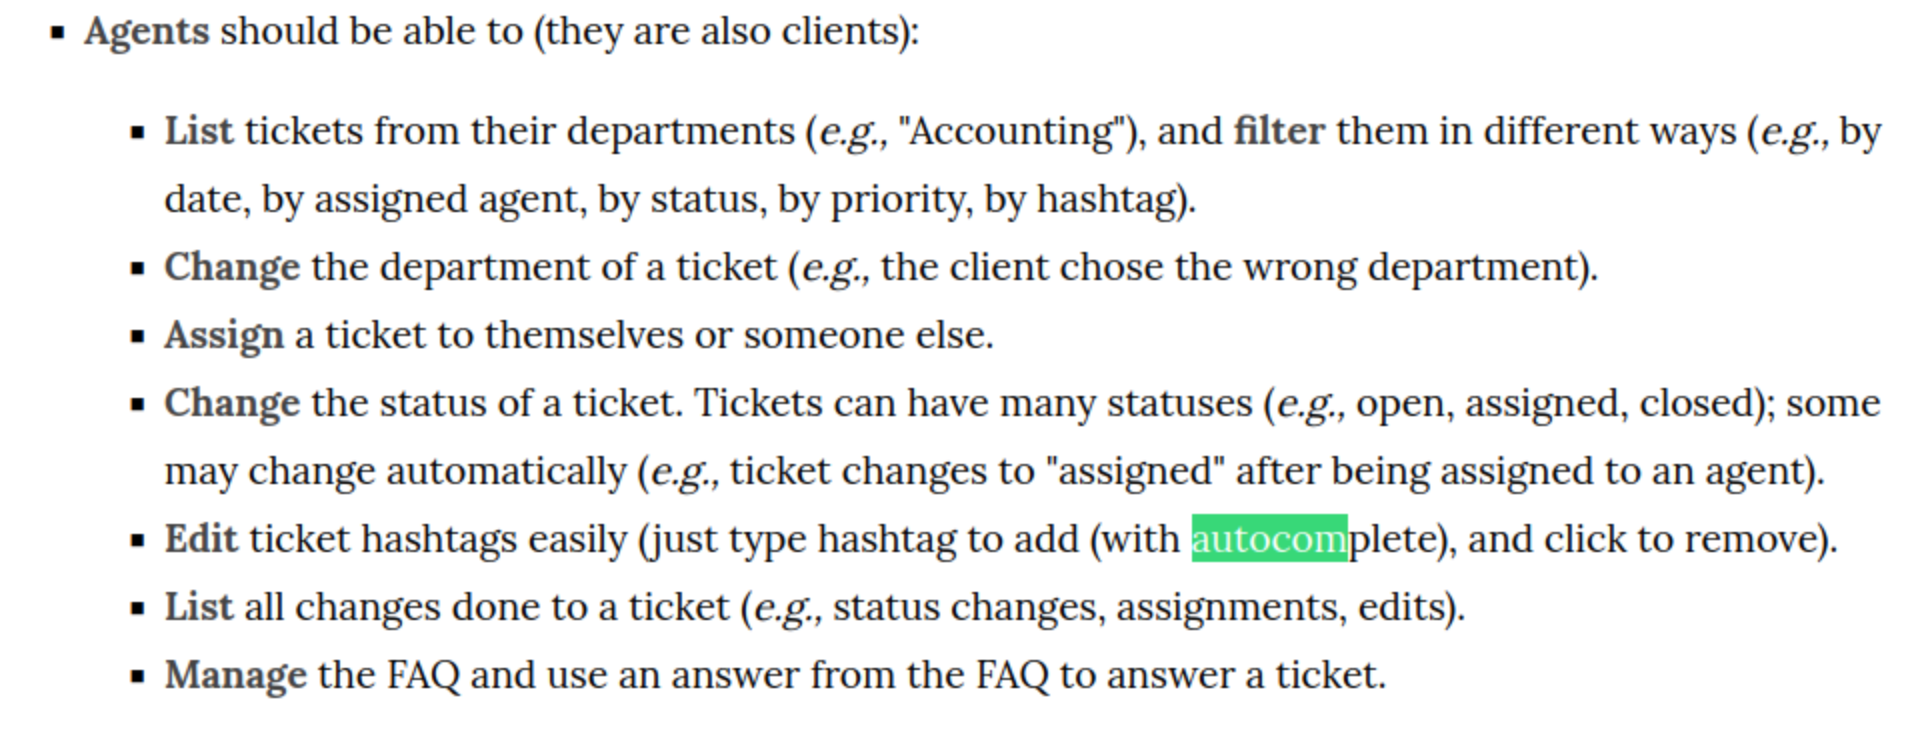 Agents should be able to (they are also clients):
List tickets from their departments (e.g., "Accounting"), and filter them in different ways (e.g., by
date, by assigned agent, by status, by priority, by hashtag).
Change the department of a ticket (e.g., the client chose the wrong department).
Assign a ticket to themselves or someone else.
Change the status of a ticket. Tickets can have many statuses (e.g., open, assigned, closed); some
may change automatically (e.g., ticket changes to "assigned" after being assigned to an agent).
Edit ticket hashtags easily (just type hashtag to add (with autocomplete), and click to remove).
List all changes done to a ticket (e.g., status changes, assignments, edits).
Manage the FAQ and use an answer from the FAQ to answer a ticket.